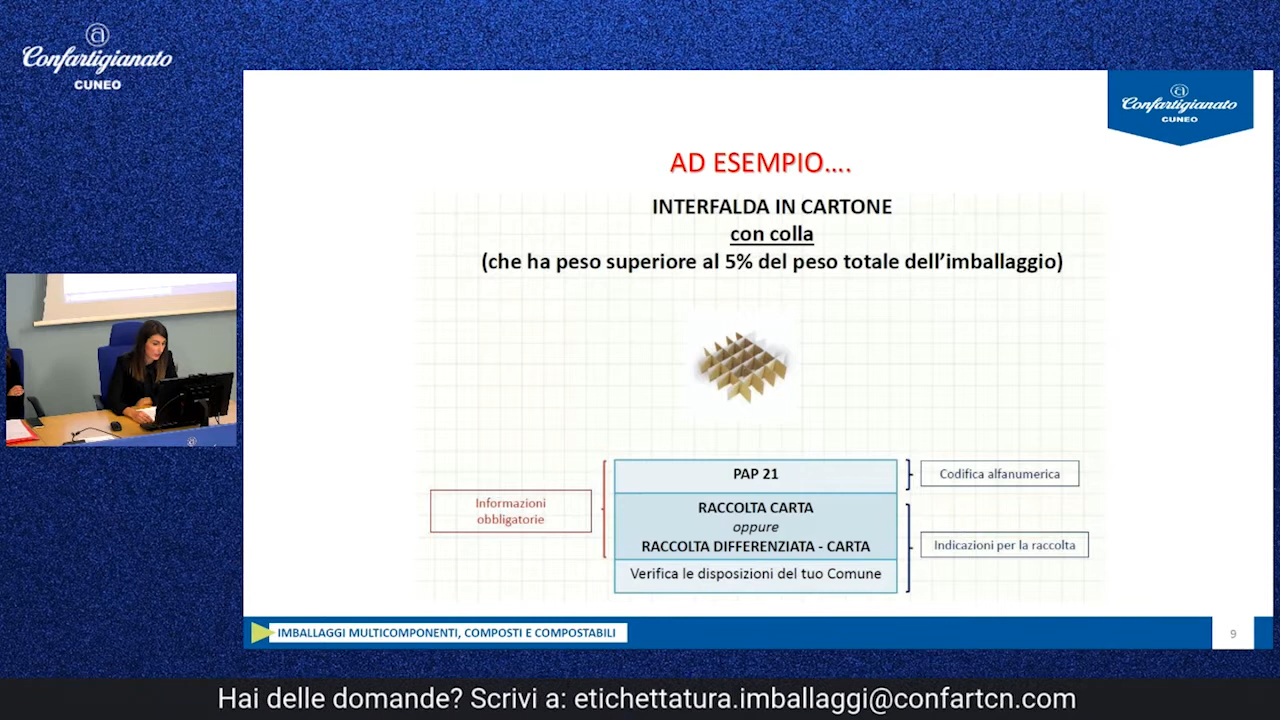 Confartigianato
CUNEO
Confartigianato
CUNEO
AD ESEMPIO....
INTERFALDA IN CARTONE
con colla
(che ha peso superiore al 5% del peso totale dell'imballaggio)
Informazioni
obbligatorie
PAP 21
RACCOLTA CARTA
oppure
RACCOLTA DIFFERENZIATA - CARTA
Verifica le disposizioni del tuo Comune
Codifica alfanumerica
Indicazioni per la raccolta
IMBALLAGGI MULTICOMPONENTI, COMPOSTI E COMPOSTABILI
9
Hai delle domande? Scrivi a: etichettatura.imballaggi@confartcn.com